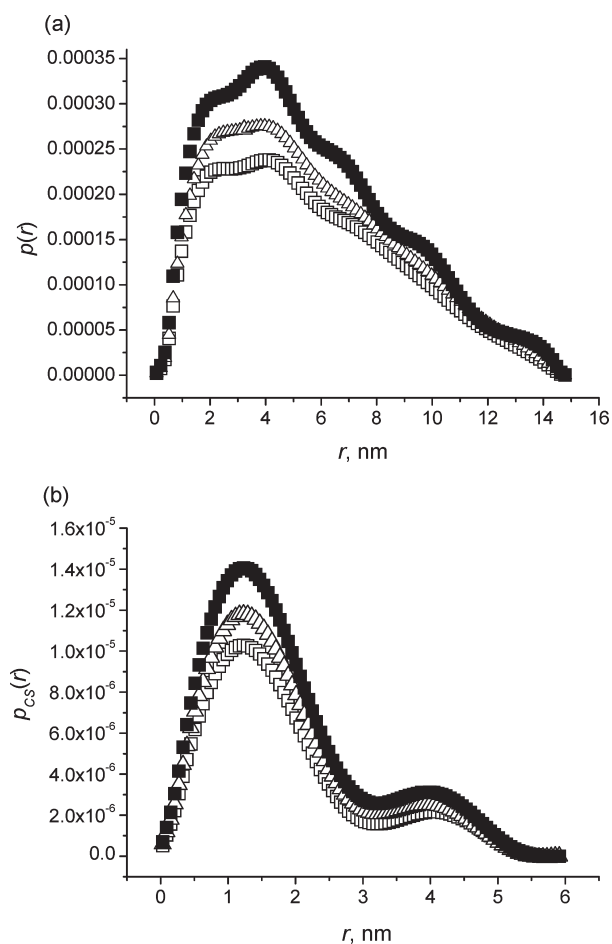 (a)
0.00035
0.00030
0.00025
0.00020
0.00015
0.00010
0.00005
0.00000
p(r)
0 2 4 6 8 10 12 14 16
r, nm
(b)
1.6x10⁻⁵
1.4x10⁻⁵
1.2x10⁻⁵
1.0x10⁻⁵
8.0x10⁻⁶
6.0x10⁻⁶
4.0x10⁻⁶
2.0x10⁻⁶
0.0
p_CS(r)
0 1 2 3 4 5 6
r, nm